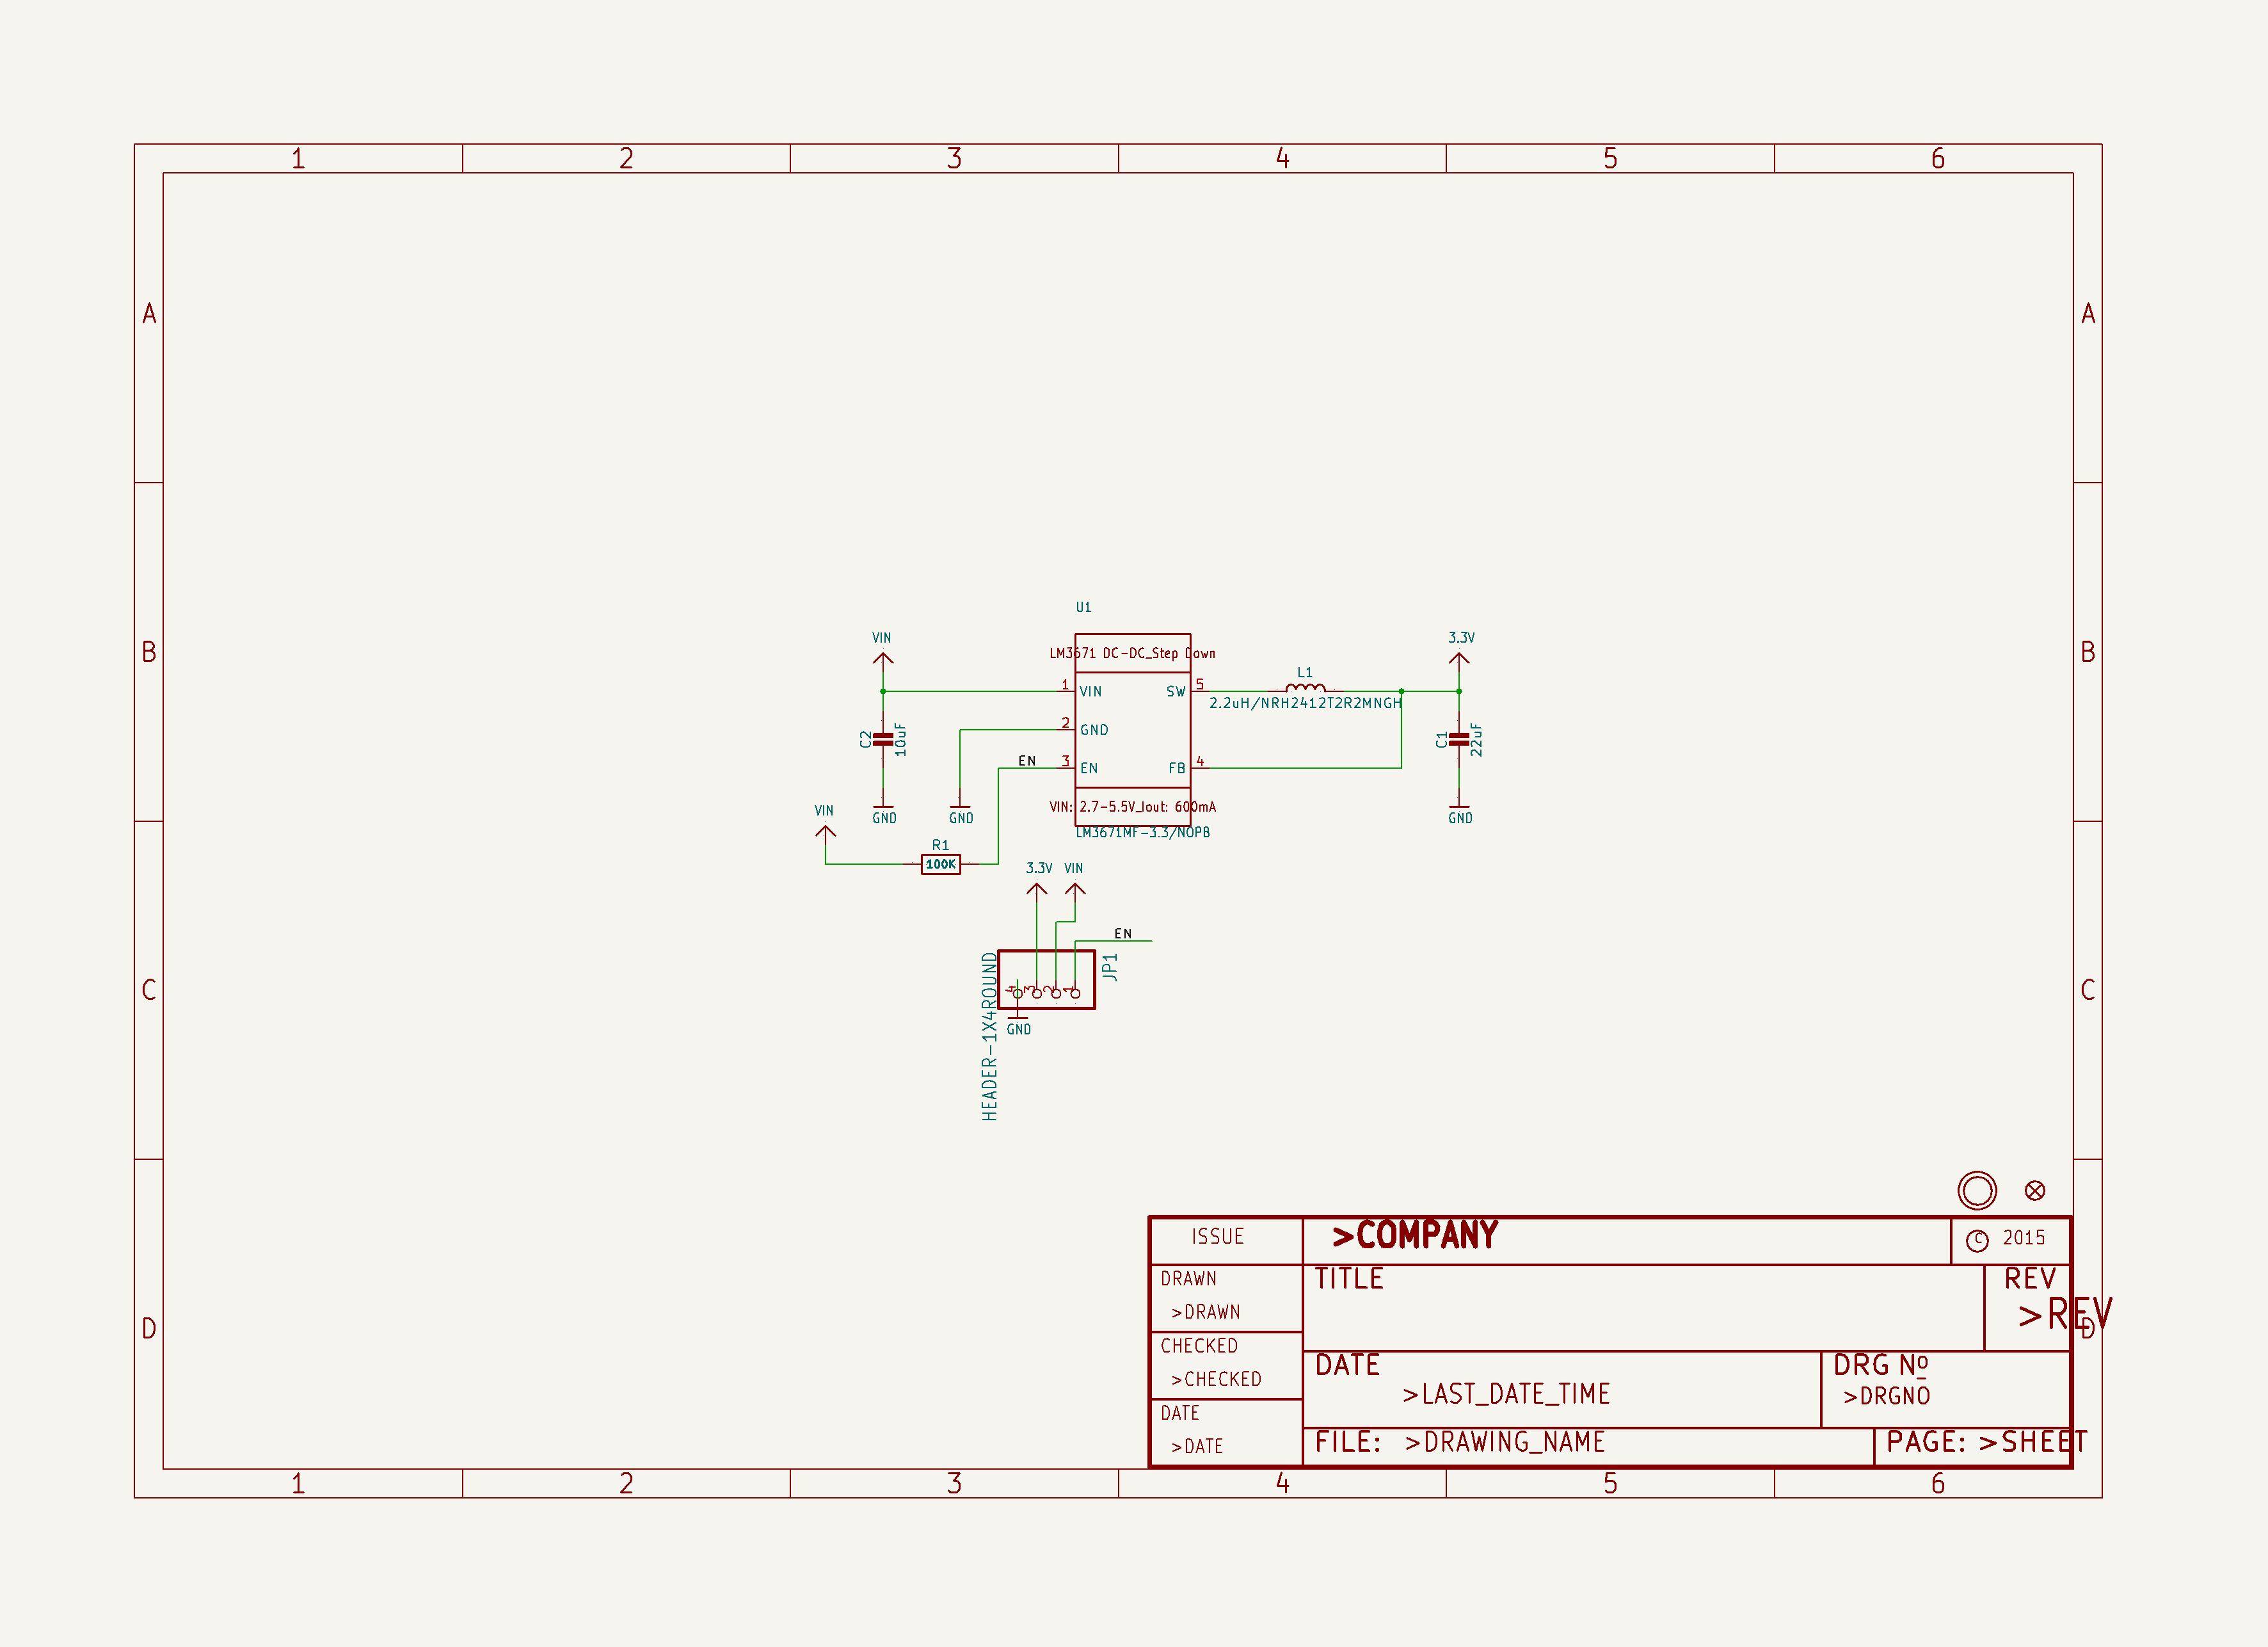 1 2 3 4 5 6
A A
U1
VIN 3.3V
LM3671 DC-DC_Step Down
L1
1 VIN SW 5
2.2uH/NRH2412T2R2MNGH
B B
2 GND
C2 10uF
C1 22uF
EN 3 EN FB 4
VIN VIN: 2.7-5.5V_Iout: 600mA
GND GND GND
LM3671MF-3.3/NOPB
R1
100K
3.3V VIN
EN
JP1
4 3 2 1
HEADER-1X4ROUND
GND
C C
ISSUE >COMPANY © 2015
DRAWN TITLE REV
>DRAWN >REV
D D
CHECKED
>CHECKED
DATE DRG Nº
>LAST_DATE_TIME >DRGNO
DATE
>DATE
FILE: >DRAWING_NAME PAGE: >SHEET
1 2 3 4 5 6